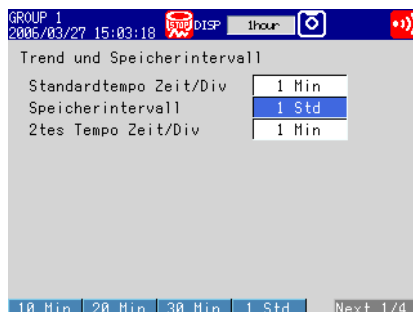 GROUP 1
2006/03/27 15:03:18 STOP DISP 1hour
Trend und Speicherintervall
Standardtempo Zeit/Div 1 Min
Speicherintervall 1 Std
2tes Tempo Zeit/Div 1 Min
10 Min 20 Min 30 Min 1 Std Next 1/4